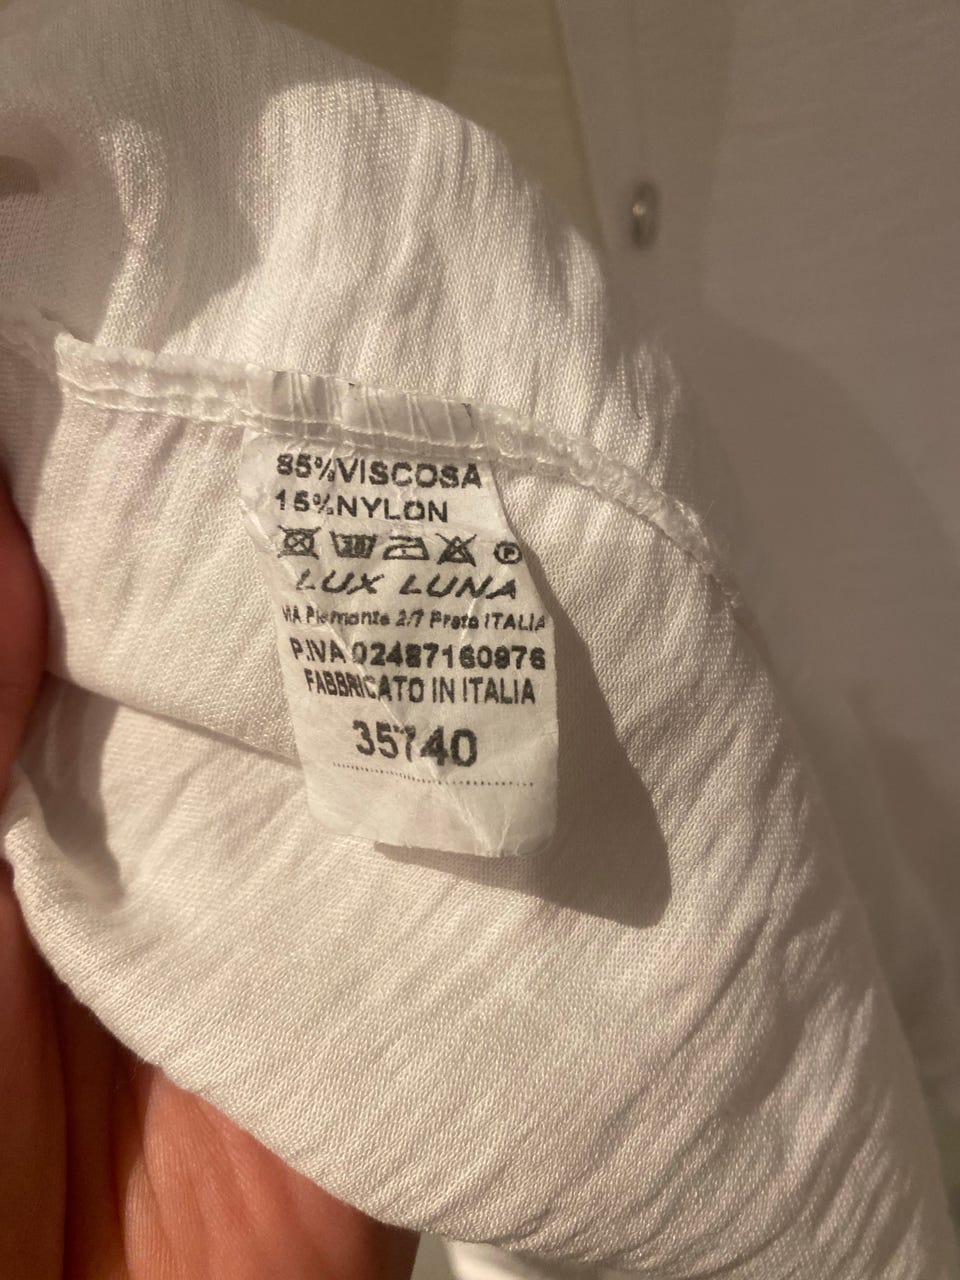 85%VISCOSA
15%NYLON
P
LUX LUNA
VIA Piemonte 2/7 Prato ITALIA
P.IVA 02487160976
FABBRICATO IN ITALIA
35740